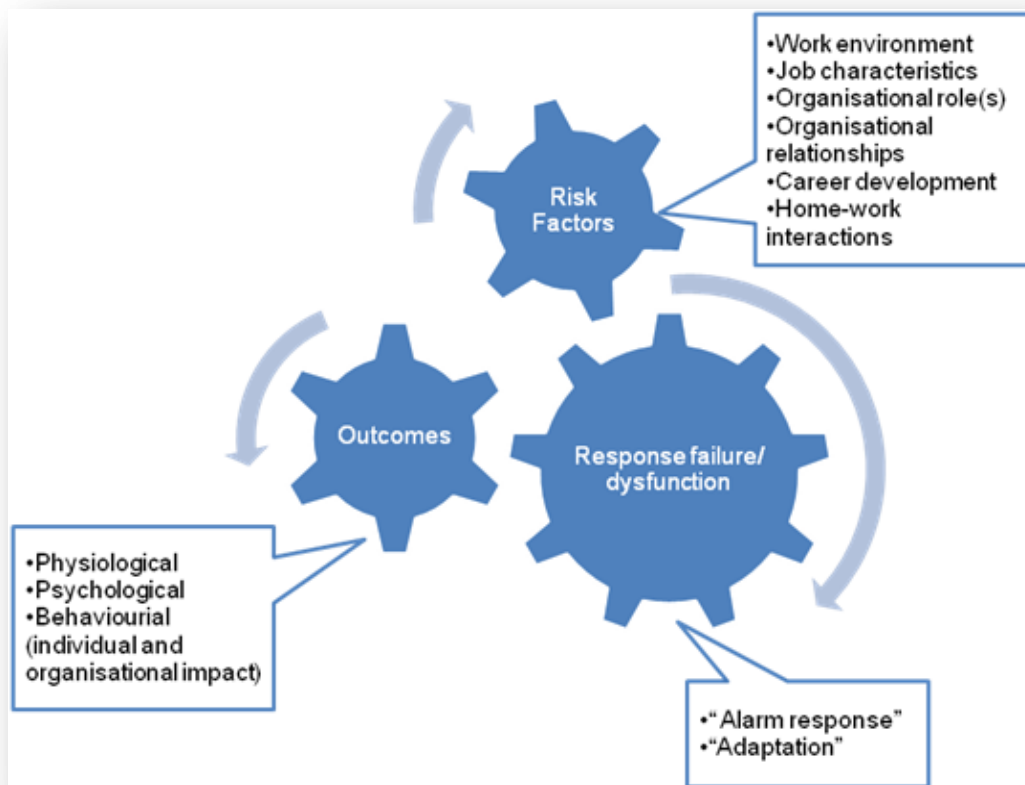 •Work environment
•Job characteristics
•Organisational role(s)
•Organisational
relationships
•Career development
•Home-work
interactions
Risk
Factors
Outcomes
Response failure/
dysfunction
•Physiological
•Psychological
•Behaviourial
(individual and
organisational impact)
•“Alarm response”
•“Adaptation”